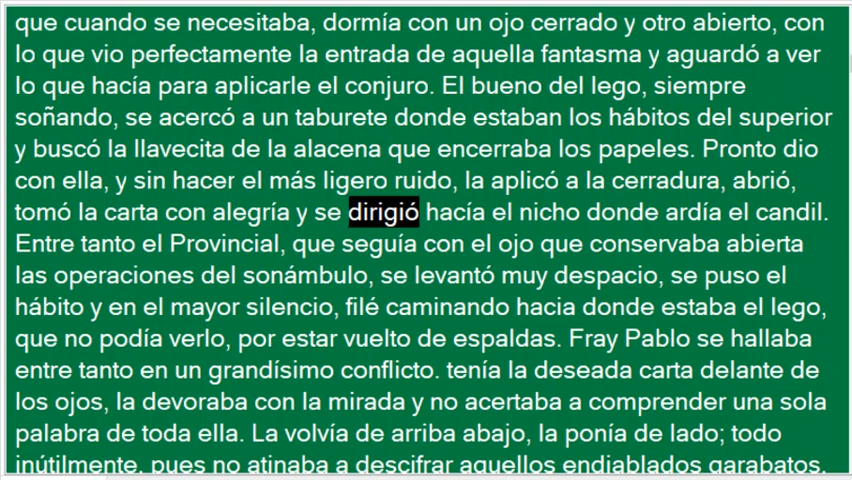 que cuando se necesitaba, dormía con un ojo cerrado y otro abierto, con
lo que vio perfectamente la entrada de aquella fantasma y aguardó a ver
lo que hacía para aplicarle el conjuro. El bueno del lego, siempre
soñando, se acercó a un taburete donde estaban los hábitos del superior
y buscó la llavecita de la alacena que encerraba los papeles. Pronto dio
con ella, y sin hacer el más ligero ruido, la aplicó a la cerradura, abrió,
tomó la carta con alegría y se dirigió hacía el nicho donde ardía el candil.
Entre tanto el Provincial, que seguía con el ojo que conservaba abierta
las operaciones del sonámbulo, se levantó muy despacio, se puso el
hábito y en el mayor silencio, filé caminando hacia donde estaba el lego,
que no podía verlo, por estar vuelto de espaldas. Fray Pablo se hallaba
entre tanto en un grandísimo conflicto. tenía la deseada carta delante de
los ojos, la devoraba con la mirada y no acertaba a comprender una sola
palabra de toda ella. La volvía de arriba abajo, la ponía de lado; todo
inútilmente, pues no atinaba a descifrar aquellos endiablados garabatos.